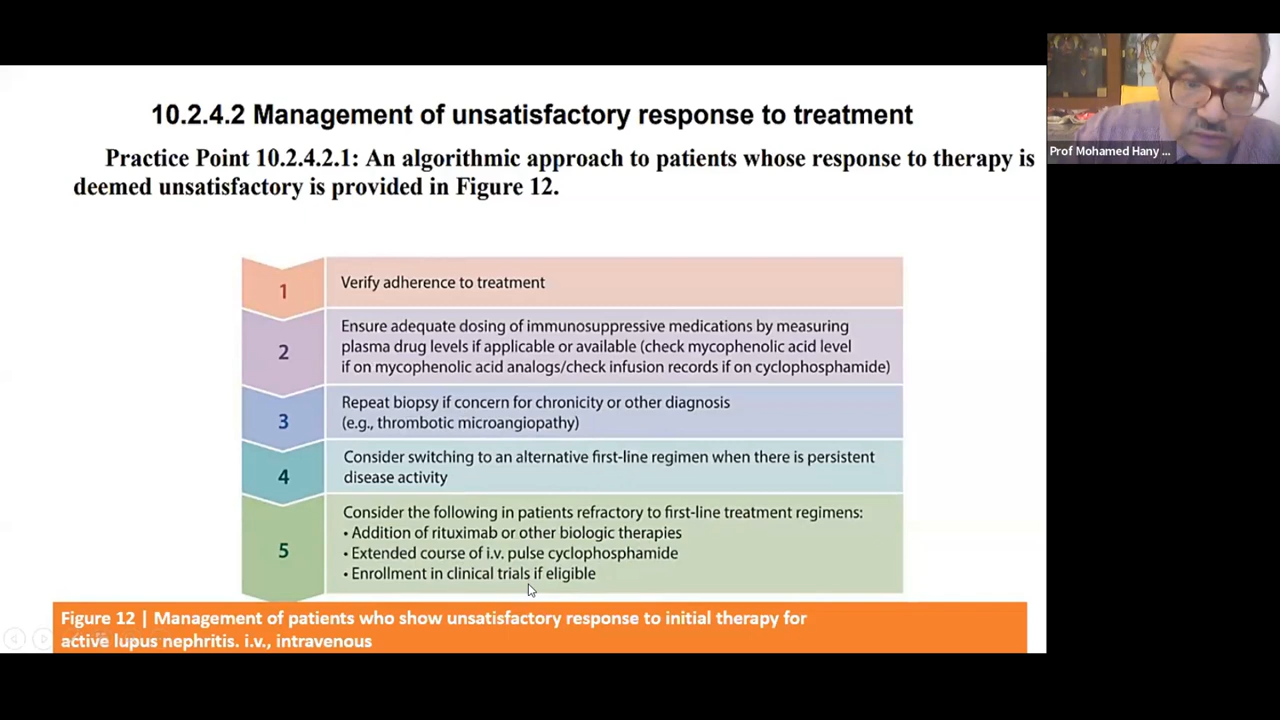 10.2.4.2 Management of unsatisfactory response to treatment
Practice Point 10.2.4.2.1: An algorithmic approach to patients whose response to therapy is
deemed unsatisfactory is provided in Figure 12.
Prof Mohamed Hany ...
1
Verify adherence to treatment
2
Ensure adequate dosing of immunosuppressive medications by measuring
plasma drug levels if applicable or available (check mycophenolic acid level
if on mycophenolic acid analogs/check infusion records if on cyclophosphamide)
3
Repeat biopsy if concern for chronicity or other diagnosis
(e.g., thrombotic microangiopathy)
4
Consider switching to an alternative first-line regimen when there is persistent
disease activity
5
Consider the following in patients refractory to first-line treatment regimens:
• Addition of rituximab or other biologic therapies
• Extended course of i.v. pulse cyclophosphamide
• Enrollment in clinical trials if eligible
Figure 12 | Management of patients who show unsatisfactory response to initial therapy for
active lupus nephritis. i.v., intravenous